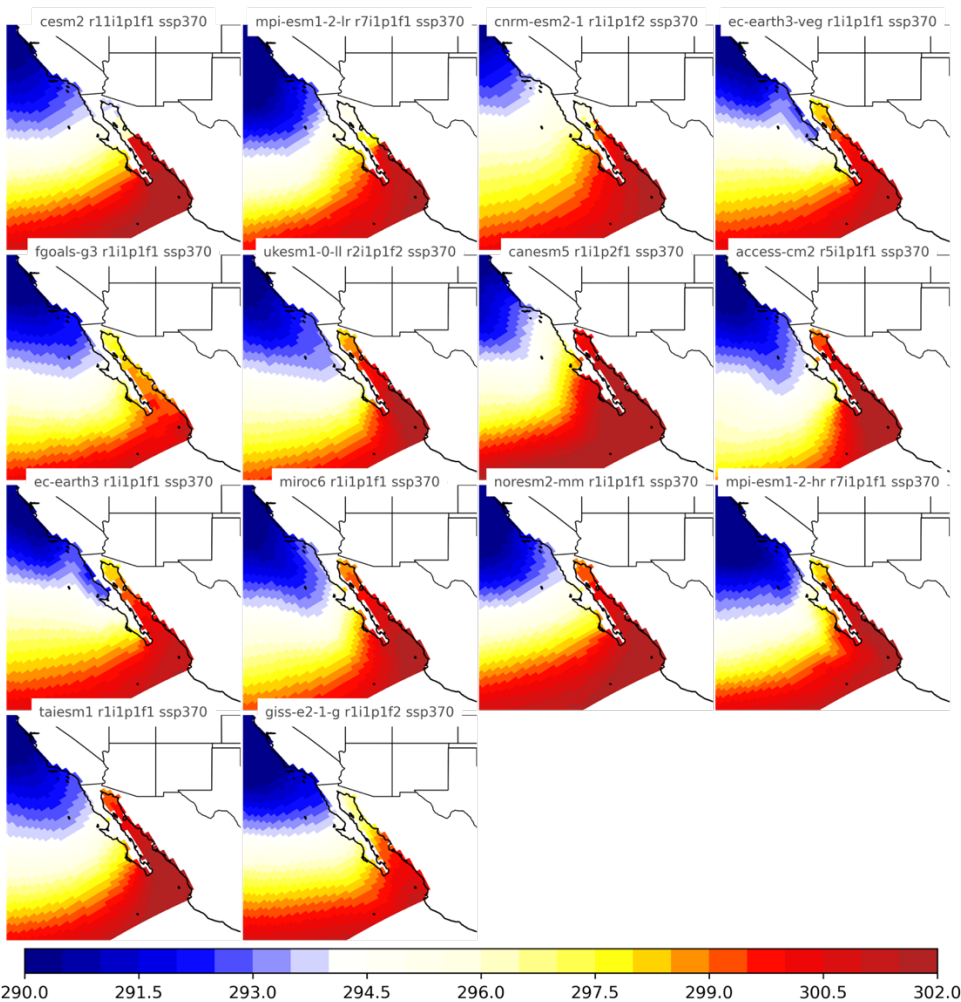 cesm2 r11i1p1f1 ssp370
mpi-esm1-2-lr r7i1p1f1 ssp370
cnrm-esm2-1 r1i1p1f2 ssp370
ec-earth3-veg r1i1p1f1 ssp370
fgoals-g3 r1i1p1f1 ssp370
ukesm1-0-ll r2i1p1f2 ssp370
canesm5 r1i1p2f1 ssp370
access-cm2 r5i1p1f1 ssp370
ec-earth3 r1i1p1f1 ssp370
miroc6 r1i1p1f1 ssp370
noresm2-mm r1i1p1f1 ssp370
mpi-esm1-2-hr r7i1p1f1 ssp370
taiesm1 r1i1p1f1 ssp370
giss-e2-1-g r1i1p1f2 ssp370
290.0 291.5 293.0 294.5 296.0 297.5 299.0 300.5 302.0